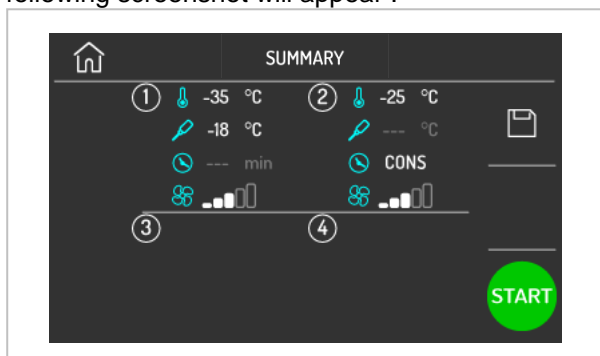 following screenshot will appear :
SUMMARY
1 -35 °C 2 -25 °C
-18 °C --- °C
--- min CONS
3 4
START